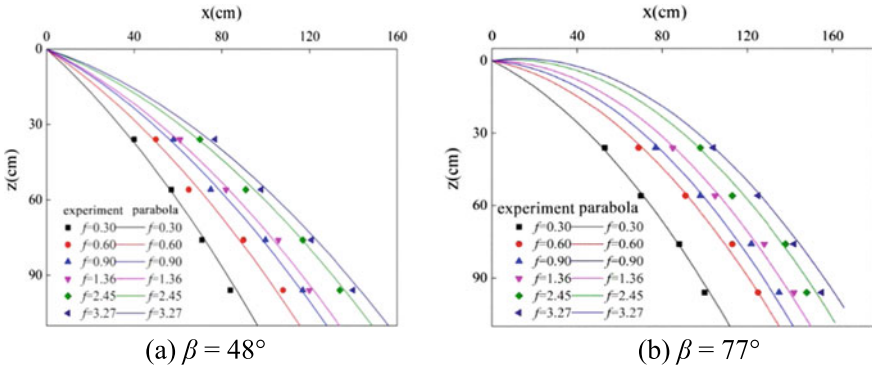 x(cm)
0 40 80 120 160
0
30
60
90
z(cm)
experiment parabola
f=0.30 f=0.30
f=0.60 f=0.60
f=0.90 f=0.90
f=1.36 f=1.36
f=2.45 f=2.45
f=3.27 f=3.27
(a) β = 48°
x(cm)
0 40 80 120 160
0
30
60
90
z(cm)
experiment parabola
f=0.30 f=0.30
f=0.60 f=0.60
f=0.90 f=0.90
f=1.36 f=1.36
f=2.45 f=2.45
f=3.27 f=3.27
(b) β = 77°